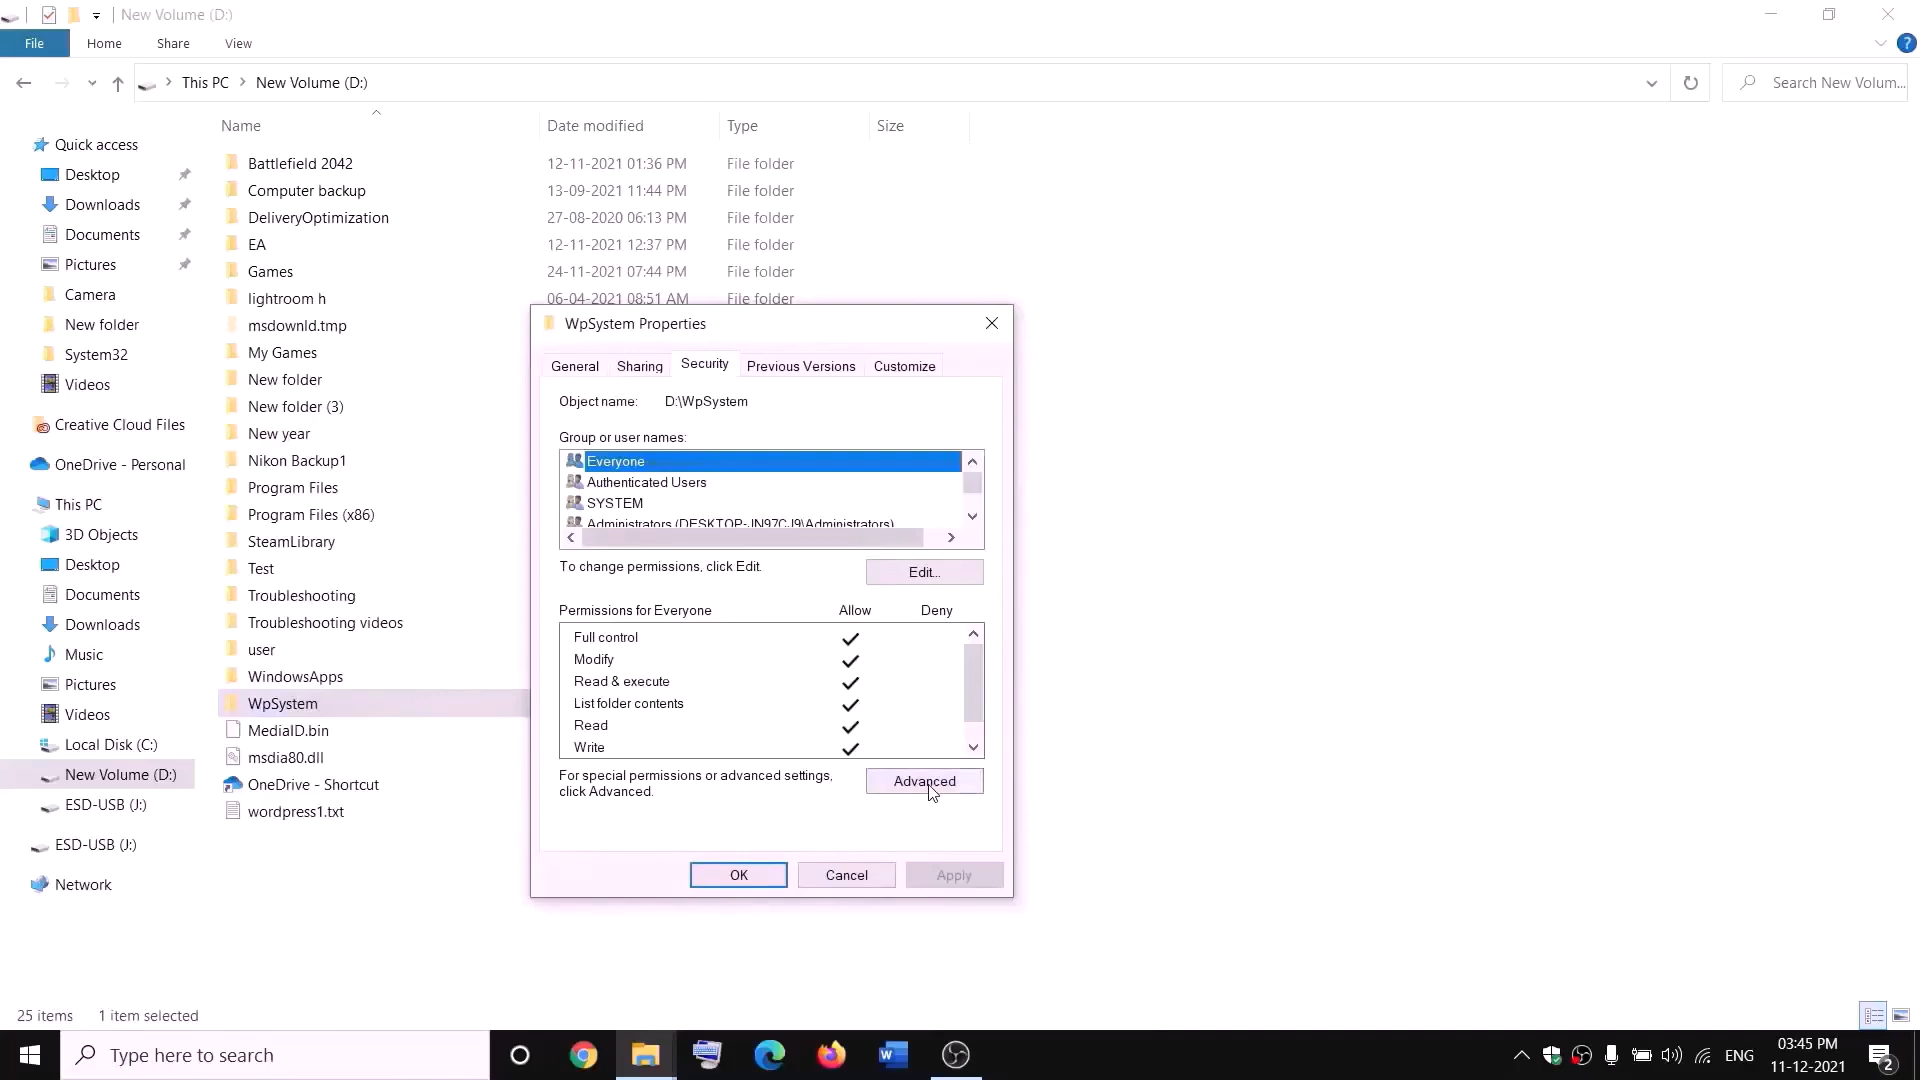 New Volume (D:)
File
Home
Share
View
?
This PC
New Volume (D:)
Search New Volum...
Name
Date modified
Type
Size
Quick access
Desktop
Downloads
Documents
Pictures
Camera
New folder
System32
Videos
Creative Cloud Files
OneDrive - Personal
This PC
3D Objects
Desktop
Documents
Downloads
Music
Pictures
Videos
Local Disk (C:)
New Volume (D:)
ESD-USB (J:)
ESD-USB (J:)
Network
Battlefield 2042 12-11-2021 01:36 PM File folder
Computer backup 13-09-2021 11:44 PM File folder
DeliveryOptimization 27-08-2020 06:13 PM File folder
EA 12-11-2021 12:37 PM File folder
Games 24-11-2021 07:44 PM File folder
lightroom h 06-04-2021 08:51 AM File folder
msdownld.tmp
My Games
New folder
New folder (3)
New year
Nikon Backup1
Program Files
Program Files (x86)
SteamLibrary
Test
Troubleshooting
Troubleshooting videos
user
WindowsApps
WpSystem
MediaID.bin
msdia80.dll
OneDrive - Shortcut
wordpress1.txt
WpSystem Properties
General
Sharing
Security
Previous Versions
Customize
Object name: D:\WpSystem
Group or user names:
Everyone
Authenticated Users
SYSTEM
Administrators (DESKTOP-JN97CJ9\Administrators)
To change permissions, click Edit.
Edit...
Permissions for Everyone Allow Deny
Full control
Modify
Read & execute
List folder contents
Read
Write
For special permissions or advanced settings,
click Advanced.
Advanced
OK
Cancel
Apply
25 items 1 item selected
Type here to search
W
ENG
03:45 PM
11-12-2021
2